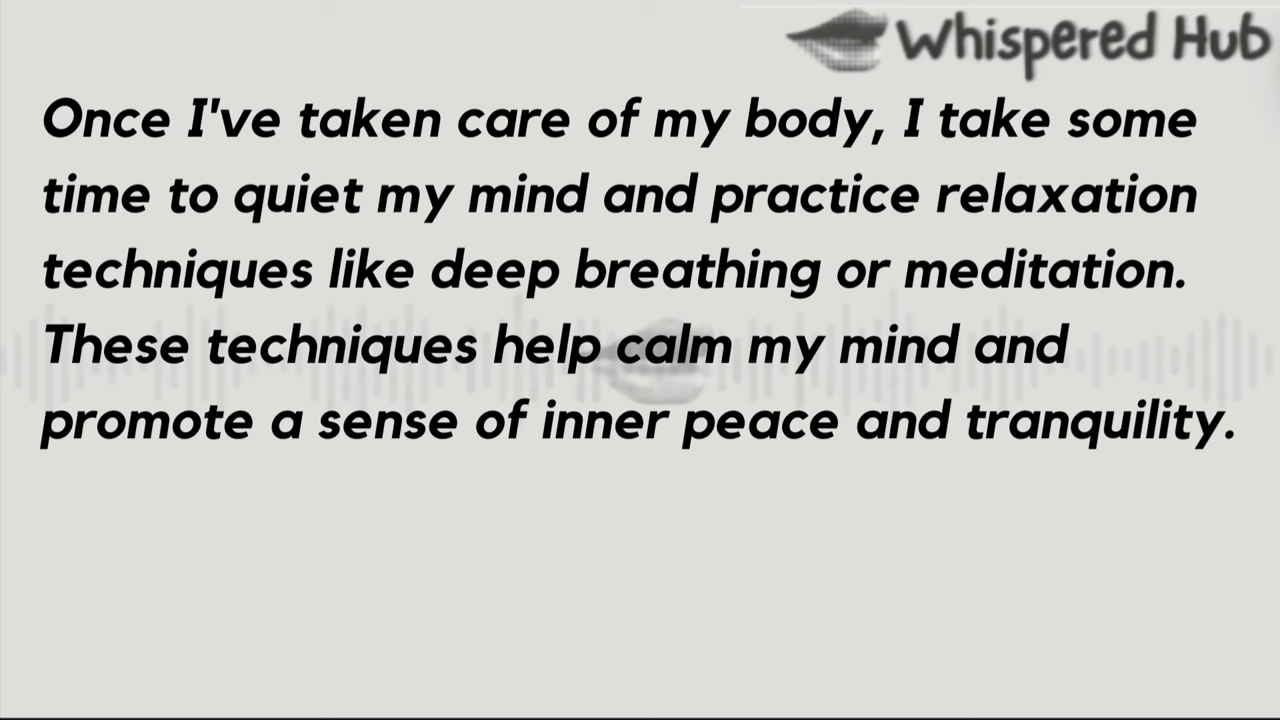 Whispered Hub
Once I've taken care of my body, I take some
time to quiet my mind and practice relaxation
techniques like deep breathing or meditation.
These techniques help calm my mind and
promote a sense of inner peace and tranquility.